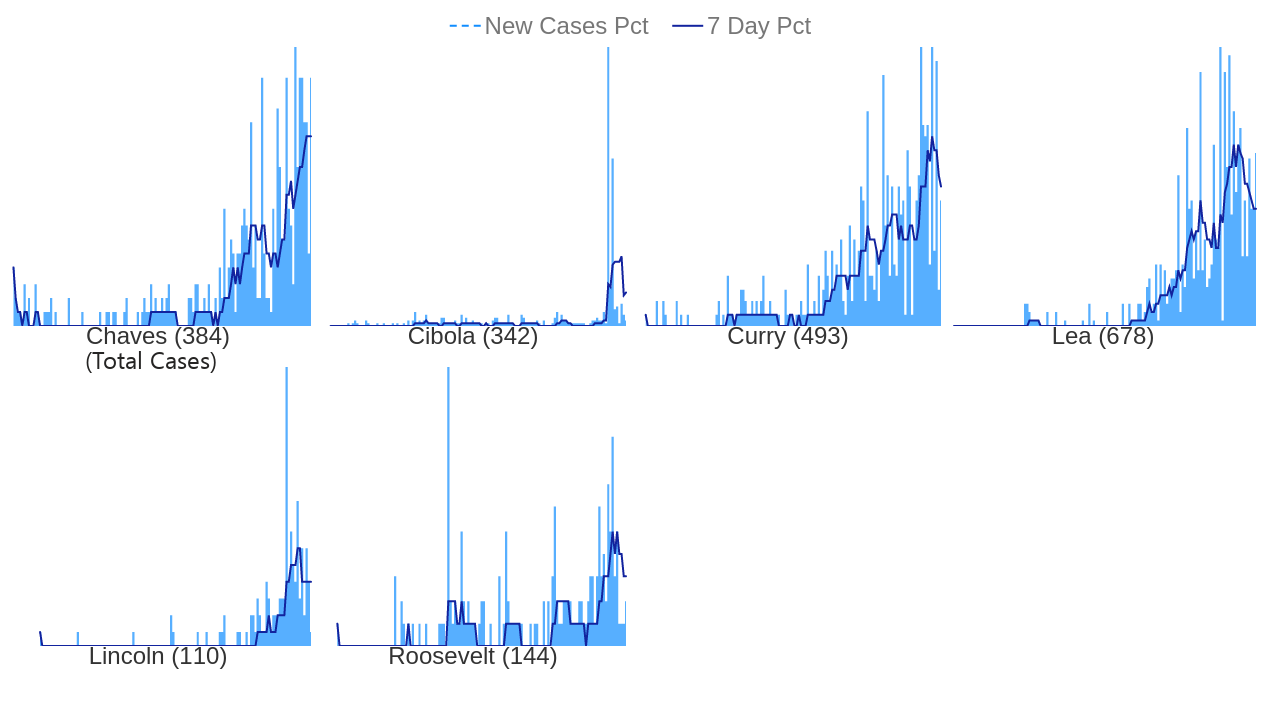 New Cases Pct 7 Day Pct
Chaves (384)
(Total Cases)
Cibola (342)
Curry (493)
Lea (678)
Lincoln (110)
Roosevelt (144)